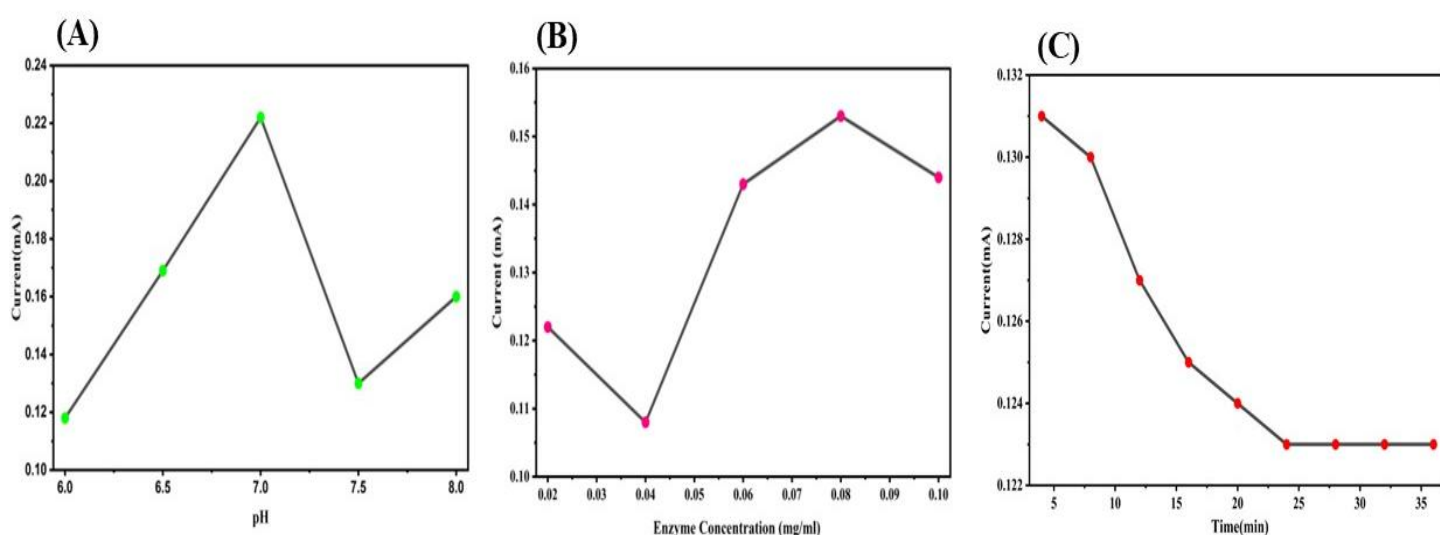 (A)
0.24
0.22
0.20
0.18
0.16
0.14
0.12
0.10
Current(mA)
6.0 6.5 7.0 7.5 8.0
pH
(B)
0.16
0.15
0.14
0.13
0.12
0.11
0.10
Current (mA)
0.02 0.03 0.04 0.05 0.06 0.07 0.08 0.09 0.10
Enzyme Concentration (mg/ml)
(C)
0.132
0.130
0.128
0.126
0.124
0.122
Current(mA)
5 10 15 20 25 30 35
Time(min)